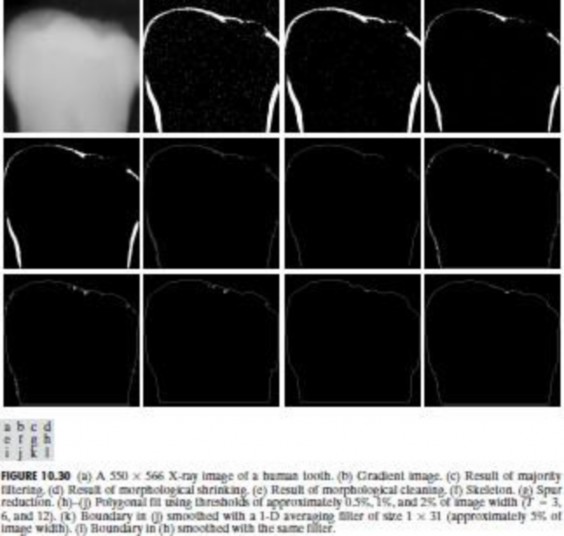 a b c d
e f g h
i j k l
FIGURE 10.30 (a) A 550 × 566 X-ray image of a human tooth. (b) Gradient image. (c) Result of majority
filtering. (d) Result of morphological shrinking. (e) Result of morphological cleaning. (f) Skeleton. (g) Spur
reduction. (h)–(j) Polygonal fit using thresholds of approximately 0.5%, 1%, and 2% of image width (T = 3,
6, and 12). (k) Boundary in (j) smoothed with a 1-D averaging filter of size 1 × 31 (approximately 5% of
image width). (l) Boundary in (h) smoothed with the same filter.